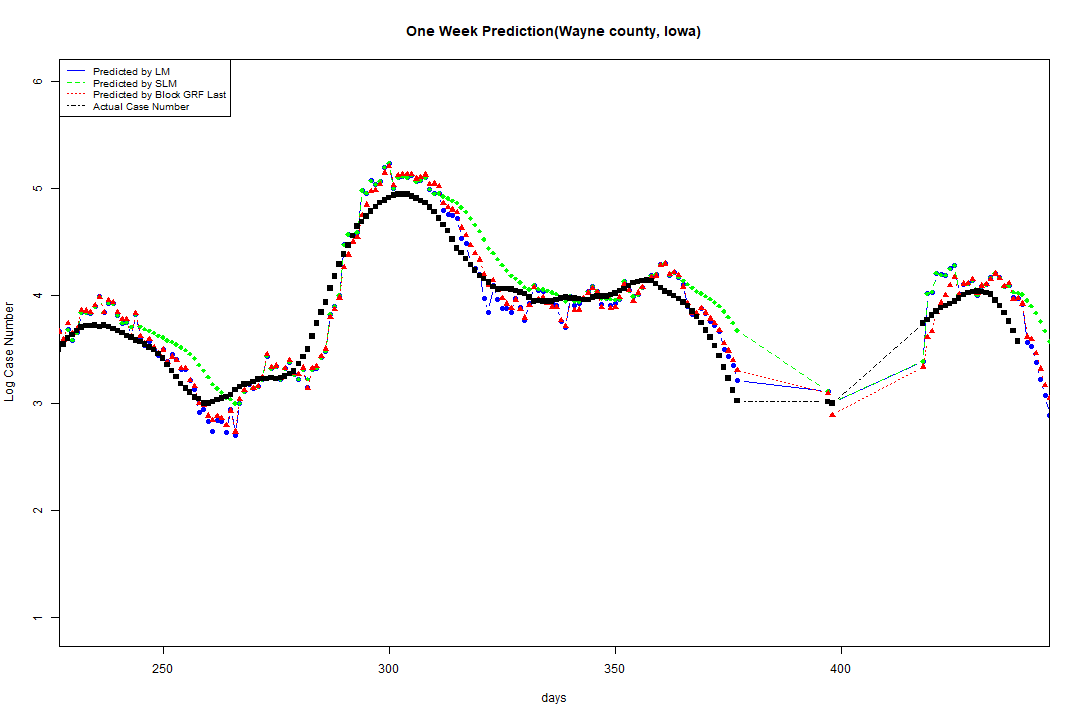 One Week Prediction(Wayne county, Iowa)
Predicted by LM
Predicted by SLM
Predicted by Block GRF Last
Actual Case Number
6
5
4
3
2
1
Log Case Number
250
300
350
400
days